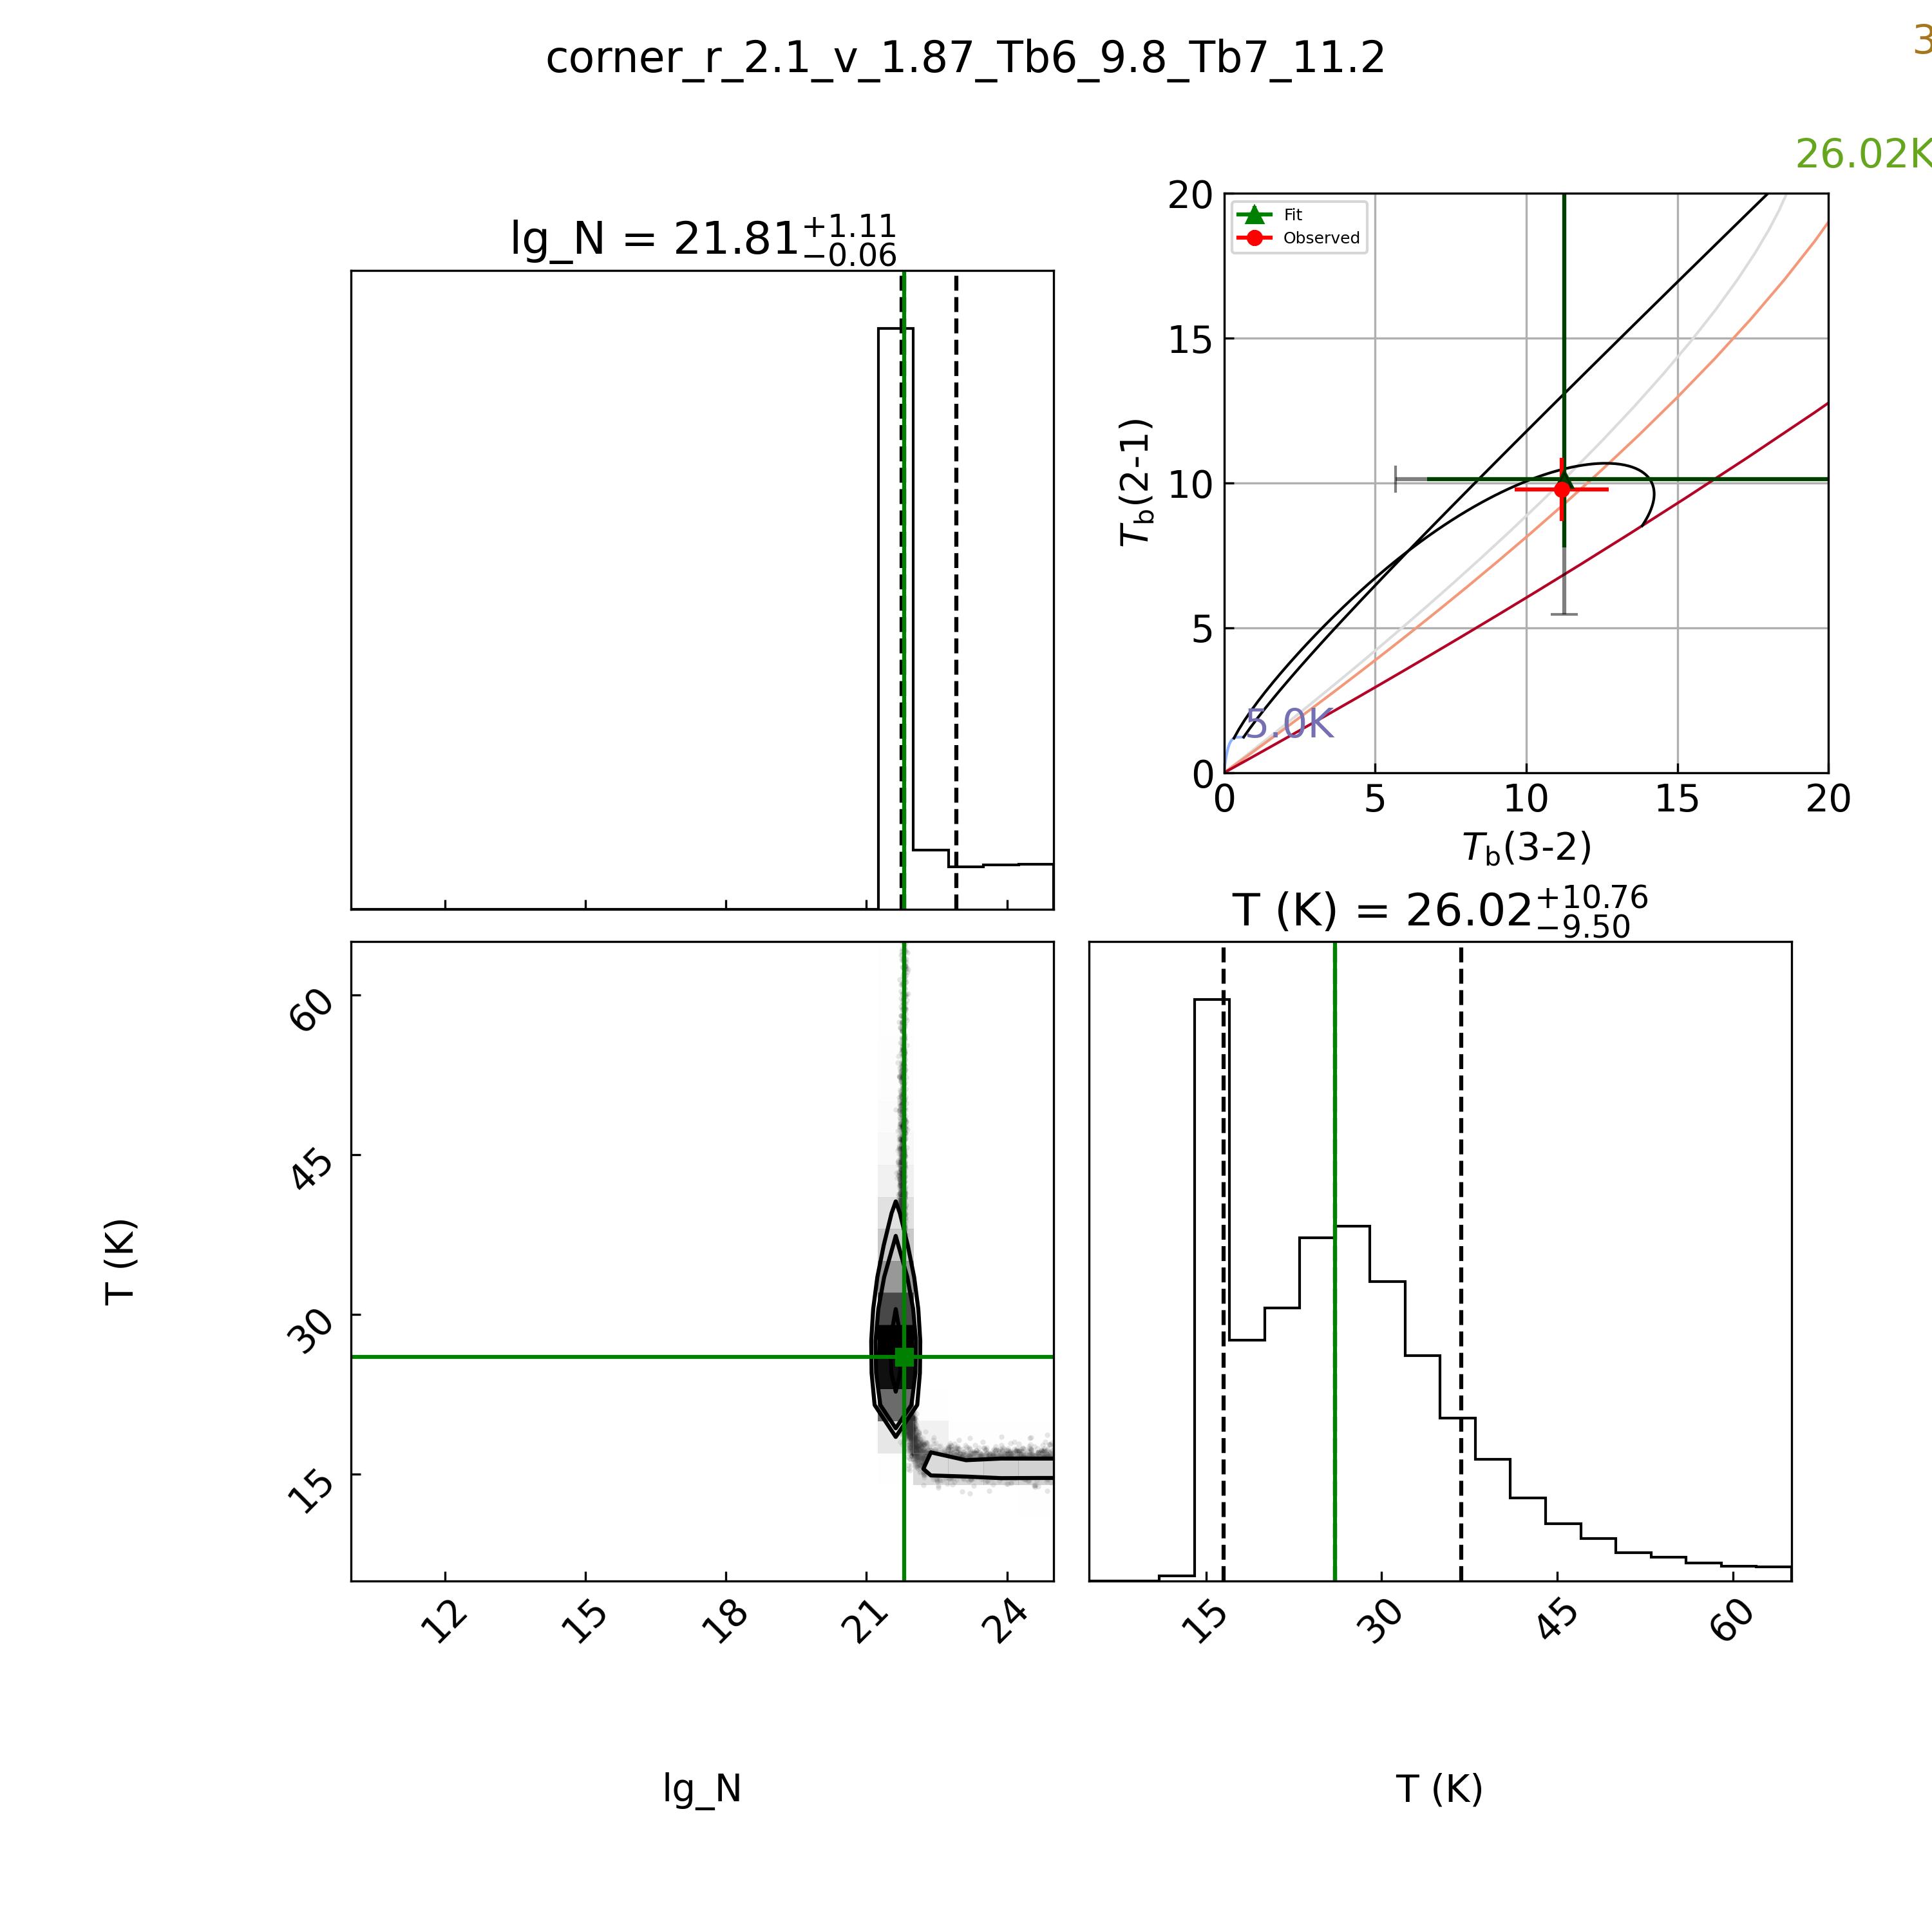 3
corner_r_2.1_v_1.87_Tb6_9.8_Tb7_11.2
26.02K
lg_N = 21.81+1.11−0.06
20
15
10
5
0
Tb(2-1)
Fit
Observed
5.0K
0 5 10 15 20
Tb(3-2)
T (K) = 26.02+10.76−9.50
60
45
30
15
T (K)
12 15 18 21 24
15 30 45 60
lg_N
T (K)